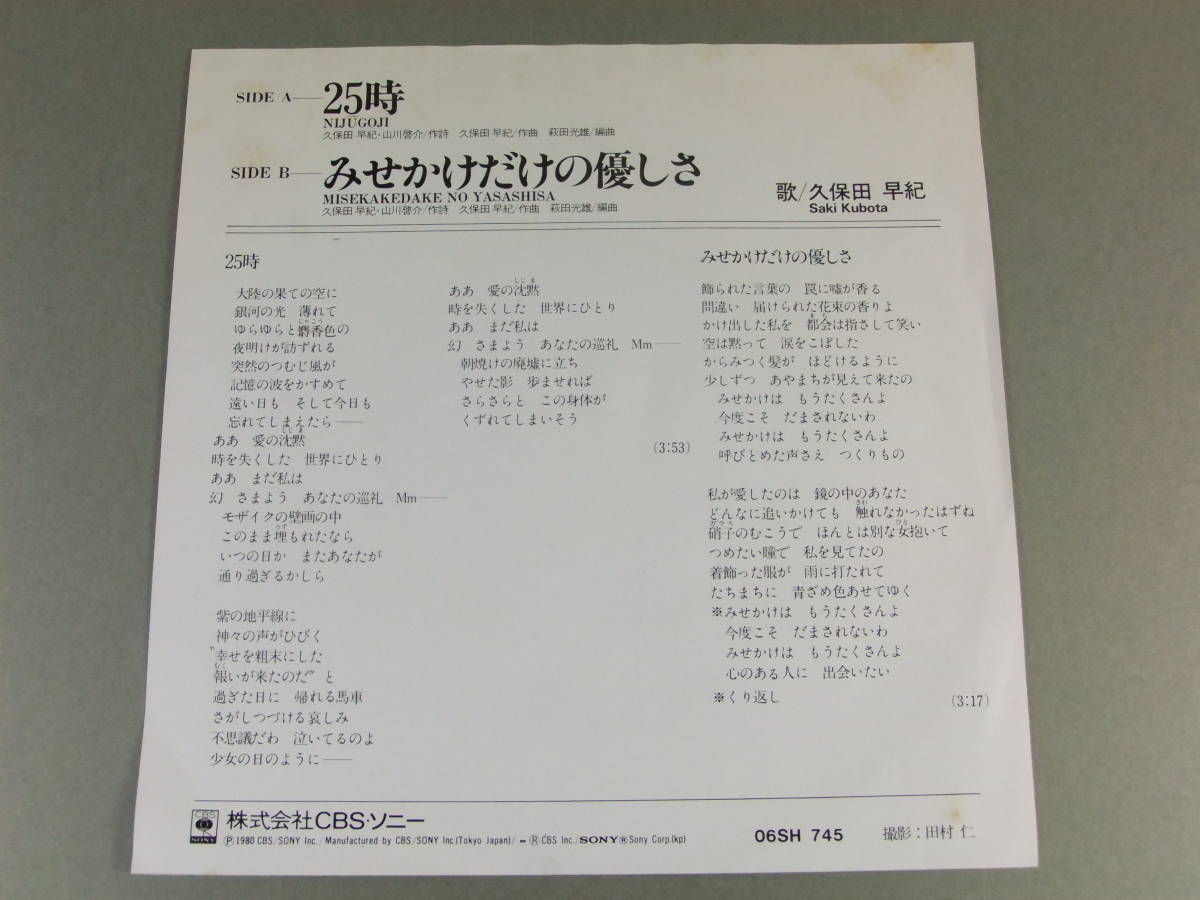 SIDE A——25時
NIJŪGOJI
久保田 早紀・山川啓介/作詩 久保田 早紀/作曲 萩田光雄/編曲
SIDE B——みせかけだけの優しさ
MISEKAKEDAKE NO YASASHISA
久保田 早紀・山川啓介/作詩 久保田 早紀/作曲 萩田光雄/編曲
歌/久保田 早紀
Saki Kubota
25時
大陸の果ての空に
銀河の光 薄れて
ゆらゆらと麝香色の
じゃこう
夜明けが訪ずれる
突然のつむじ風が
記憶の波をかすめて
遠い日も そして今日も
忘れてしまえたら——
ああ 愛の沈黙
しじま
時を失くした 世界にひとり
ああ まだ私は
幻 さまよう あなたの巡礼 Mm——
モザイクの壁画の中
このまま埋もれたなら
うず
いつの日か またあなたが
通り過ぎるかしら
紫の地平線に
神々の声がひびく
〝幸せを粗末にした
報いが来たのだ〟と
むく
過ぎた日に 帰れる馬車
さがしつづける哀しみ
不思議だわ 泣いてるのよ
少女の日のように——
ああ 愛の沈黙
しじま
時を失くした 世界にひとり
ああ まだ私は
幻 さまよう あなたの巡礼 Mm——
朝焼けの廃墟に立ち
やせた影 歩ませれば
さらさらと この身体が
くずれてしまいそう
(3:53)
みせかけだけの優しさ
飾られた言葉の 罠に嘘が香る
間違い 届けられた花束の香りよ
かけ出した私を 都会は指さして笑い
まち
空は黙って 涙をこぼした
からみつく髪が ほどけるように
少しずつ あやまちが見えて来たの
みせかけは もうたくさんよ
今度こそ だまされないわ
みせかけは もうたくさんよ
呼びとめた声さえ つくりもの
私が愛したのは 鏡の中のあなた
どんなに追いかけても 触れなかったはずね
さわ
硝子のむこうで ほんとは別な女抱いて
ガラス ひと
つめたい瞳で 私を見てたの
着飾った服が 雨に打たれて
たちまちに 青ざめ色あせてゆく
※みせかけは もうたくさんよ
今度こそ だまされないわ
みせかけは もうたくさんよ
心のある人に 出会いたい
※くり返し
(3:17)
CBS
SONY
株式会社CBS・ソニー
Ⓟ1980 CBS/SONY Inc./Manufactured by CBS/SONY Inc(Tokyo Japan)/ Ⓡ:CBS Inc./SONY Ⓡ Sony Corp.(kp)
06SH 745
撮影:田村 仁